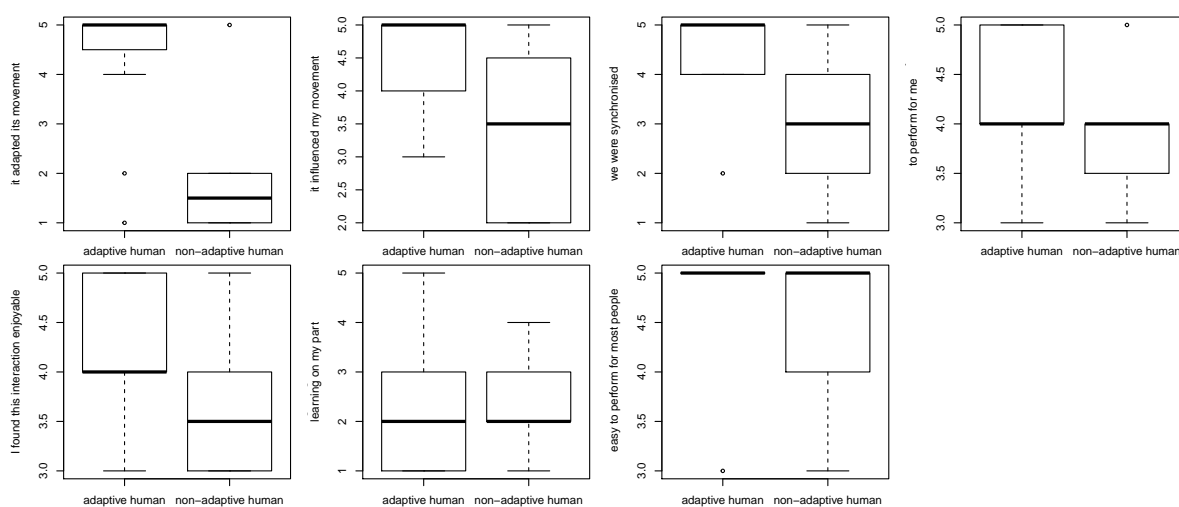 it adapted its movement
5
4
3
2
1
adaptive human non−adaptive human
it influenced my movement
5.0
4.5
4.0
3.5
3.0
2.5
2.0
adaptive human non−adaptive human
we were synchronised
5
4
3
2
1
adaptive human non−adaptive human
to perform for me
5.0
4.5
4.0
3.5
3.0
adaptive human non−adaptive human
I found this interaction enjoyable
5.0
4.5
4.0
3.5
3.0
adaptive human non−adaptive human
learning on my part
5
4
3
2
1
adaptive human non−adaptive human
easy to perform for most people
5.0
4.5
4.0
3.5
3.0
adaptive human non−adaptive human